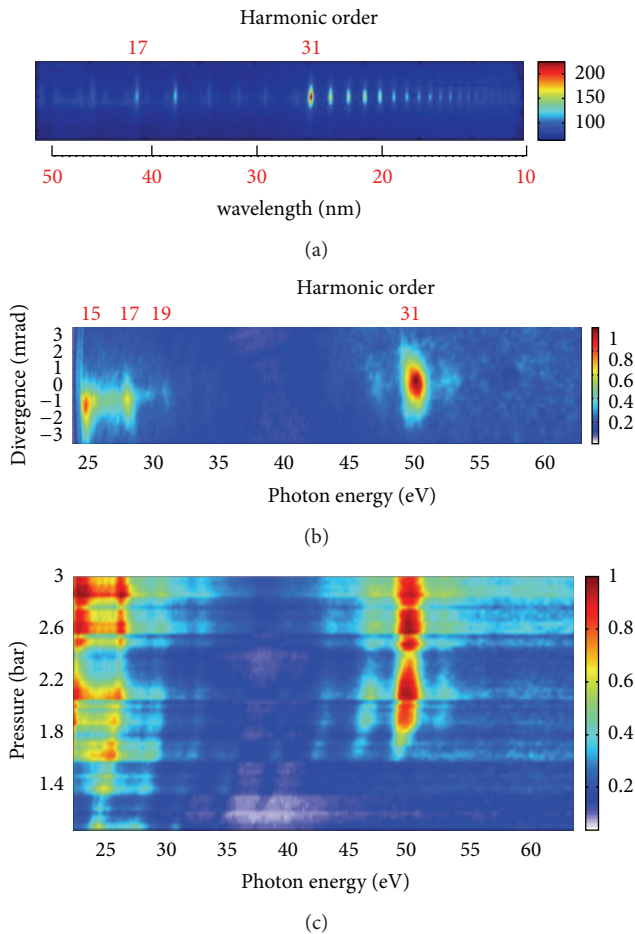 Harmonic order
17 31
200
150
100
50 40 30 20 10
wavelength (nm)
(a)
Harmonic order
15 17 19 31
Divergence (mrad)
3
2
1
0
−1
−2
−3
1
0.8
0.6
0.4
0.2
25 30 35 40 45 50 55 60
Photon energy (eV)
(b)
Pressure (bar)
3
2.6
2.2
1.8
1.4
1
0.8
0.6
0.4
0.2
25 30 35 40 45 50 55 60
Photon energy (eV)
(c)